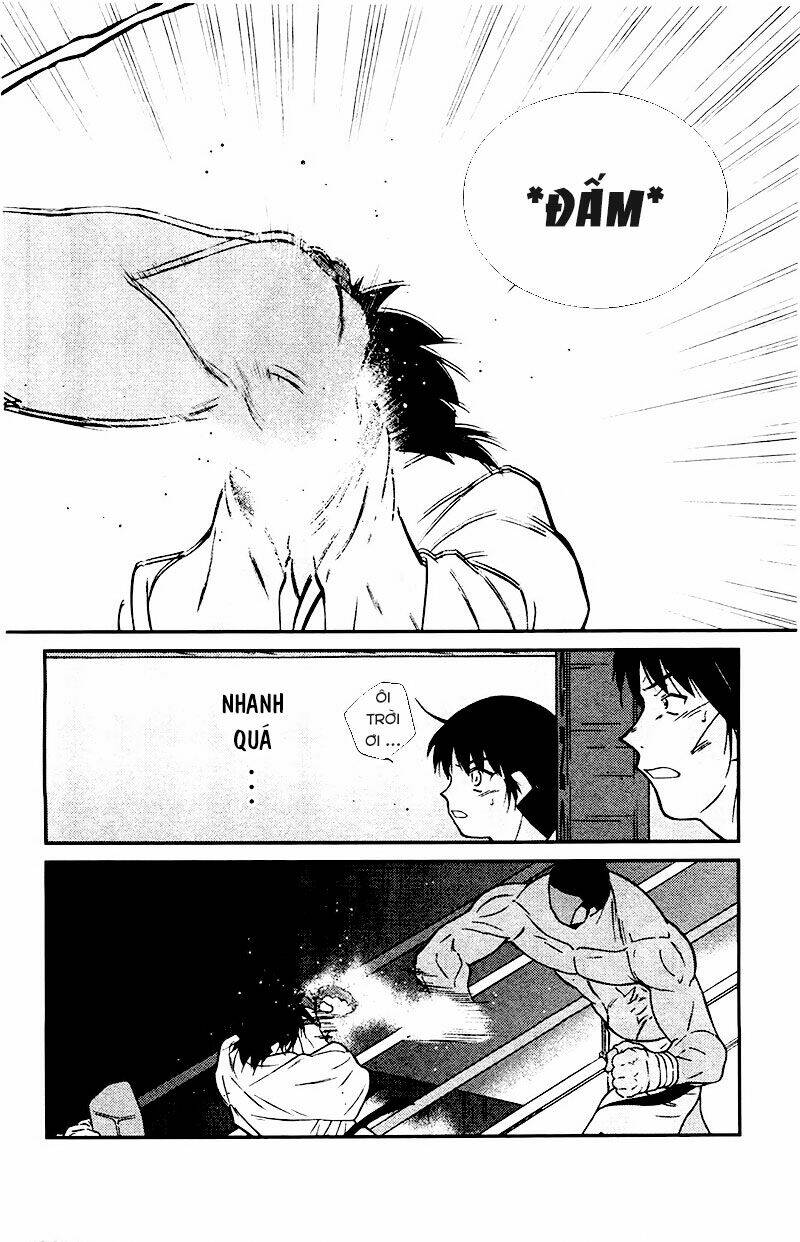 *ĐẤM*
ÔI
TRỜI
ƠI ...
NHANH
QUÁ
...